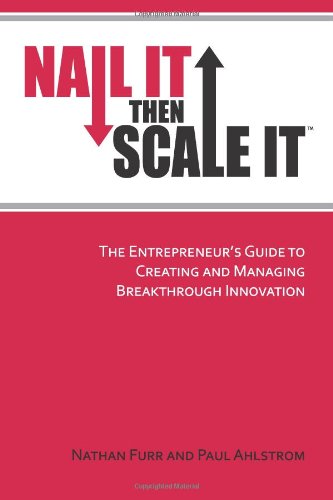 NAIL IT
THEN
SCALE IT™
THE ENTREPRENEUR'S GUIDE TO
CREATING AND MANAGING
BREAKTHROUGH INNOVATION
NATHAN FURR AND PAUL AHLSTROM